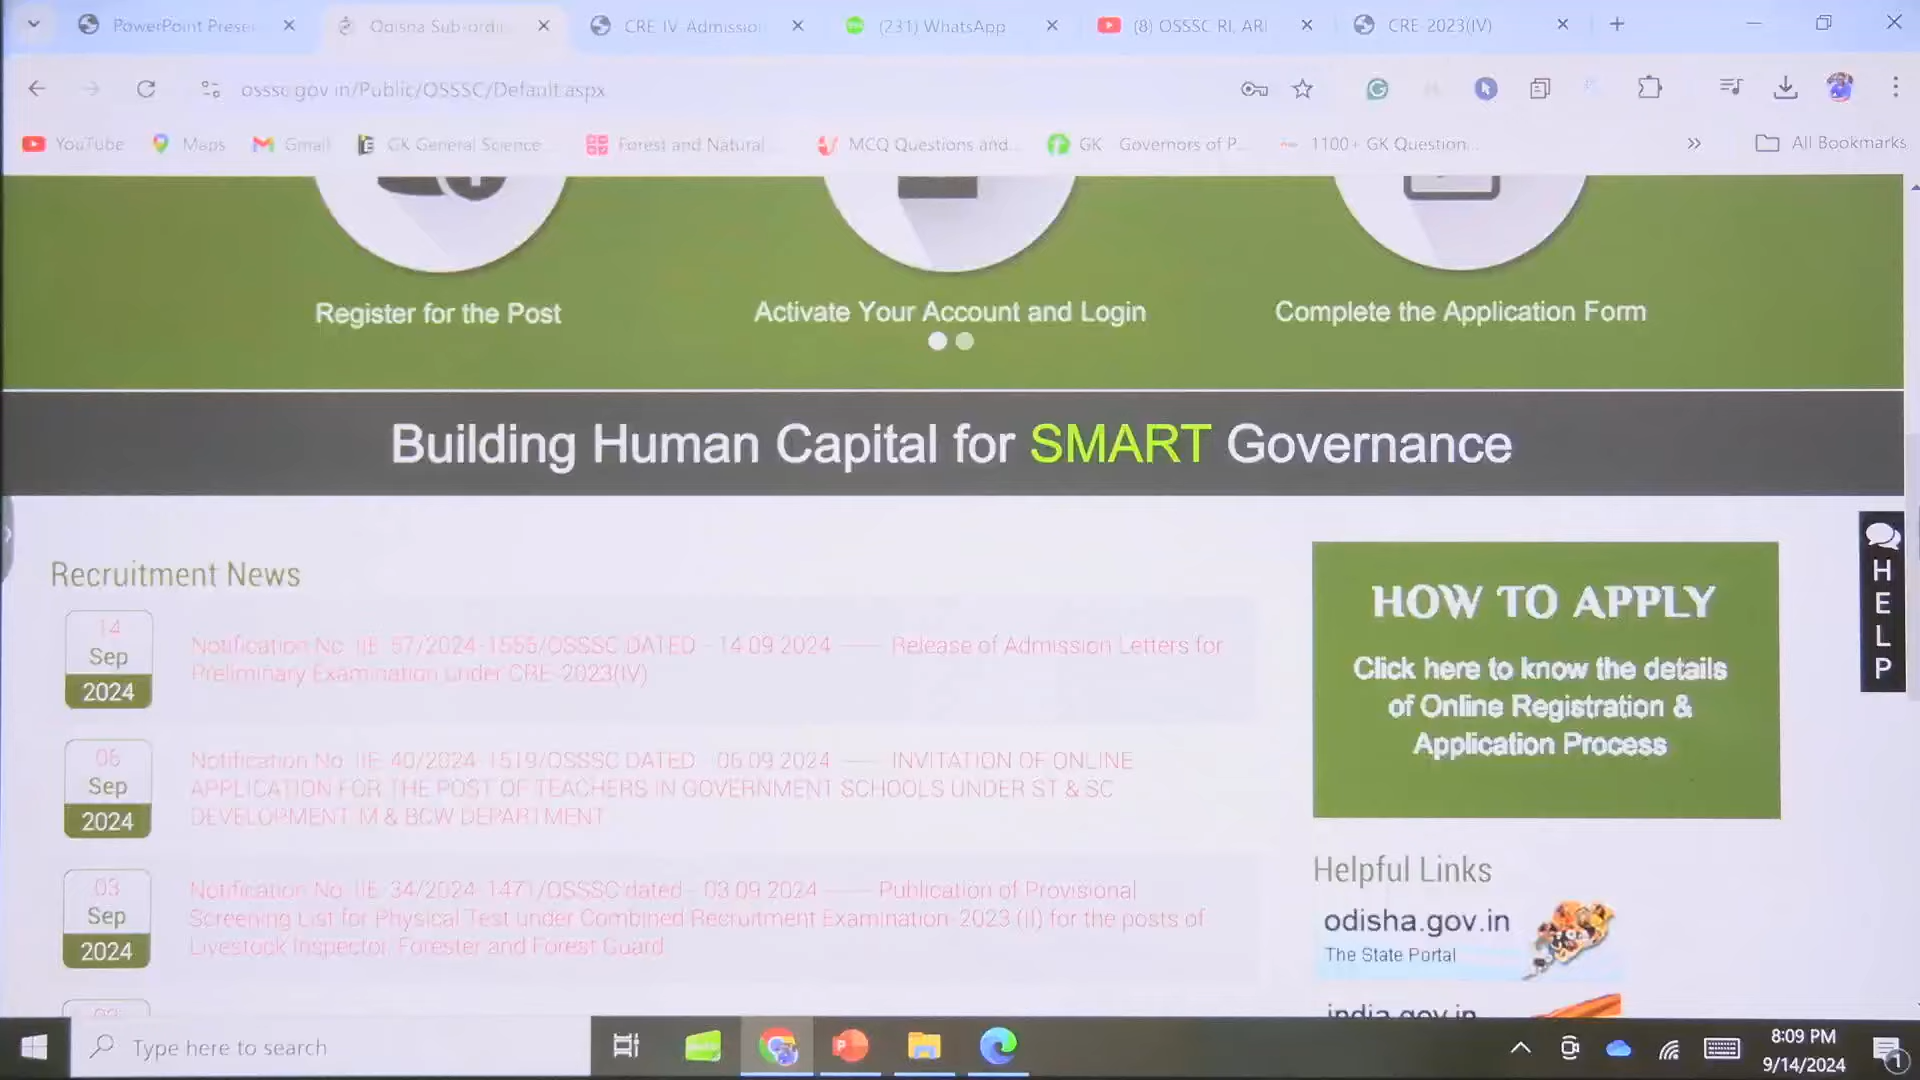 PowerPoint Presen
Odisha Sub-ordin
CRE IV-Admission
(231) WhatsApp
(8) OSSSC RI, ARI
CRE-2023(IV)
osssc.gov.in/Public/OSSSC/Default.aspx
YouTube
Maps
Gmail
GK General Science
Forest and Natural
MCQ Questions and...
GK
Governors of P...
1100+ GK Question...
All Bookmarks
Register for the Post
Activate Your Account and Login
Complete the Application Form
Building Human Capital for SMART Governance
Recruitment News
14
Sep
2024
Notification No. IIE-57/2024-1555/OSSSC DATED - 14.09.2024 ------ Release of Admission Letters for
Preliminary Examination under CRE-2023(IV)
06
Sep
2024
Notification No. IIE-40/2024-1519/OSSSC DATED - 06.09.2024 ------ INVITATION OF ONLINE
APPLICATION FOR THE POST OF TEACHERS IN GOVERNMENT SCHOOLS UNDER ST & SC
DEVELOPMENT, M & BCW DEPARTMENT
03
Sep
2024
Notification No. IIE-34/2024-1471/OSSSC dated - 03.09.2024 ------ Publication of Provisional
Screening List for Physical Test under Combined Recruitment Examination-2023 (II) for the posts of
Livestock Inspector, Forester and Forest Guard
HOW TO APPLY
Click here to know the details
of Online Registration &
Application Process
HELP
Helpful Links
odisha.gov.in
The State Portal
india.gov.in
Type here to search
8:09 PM
9/14/2024
1